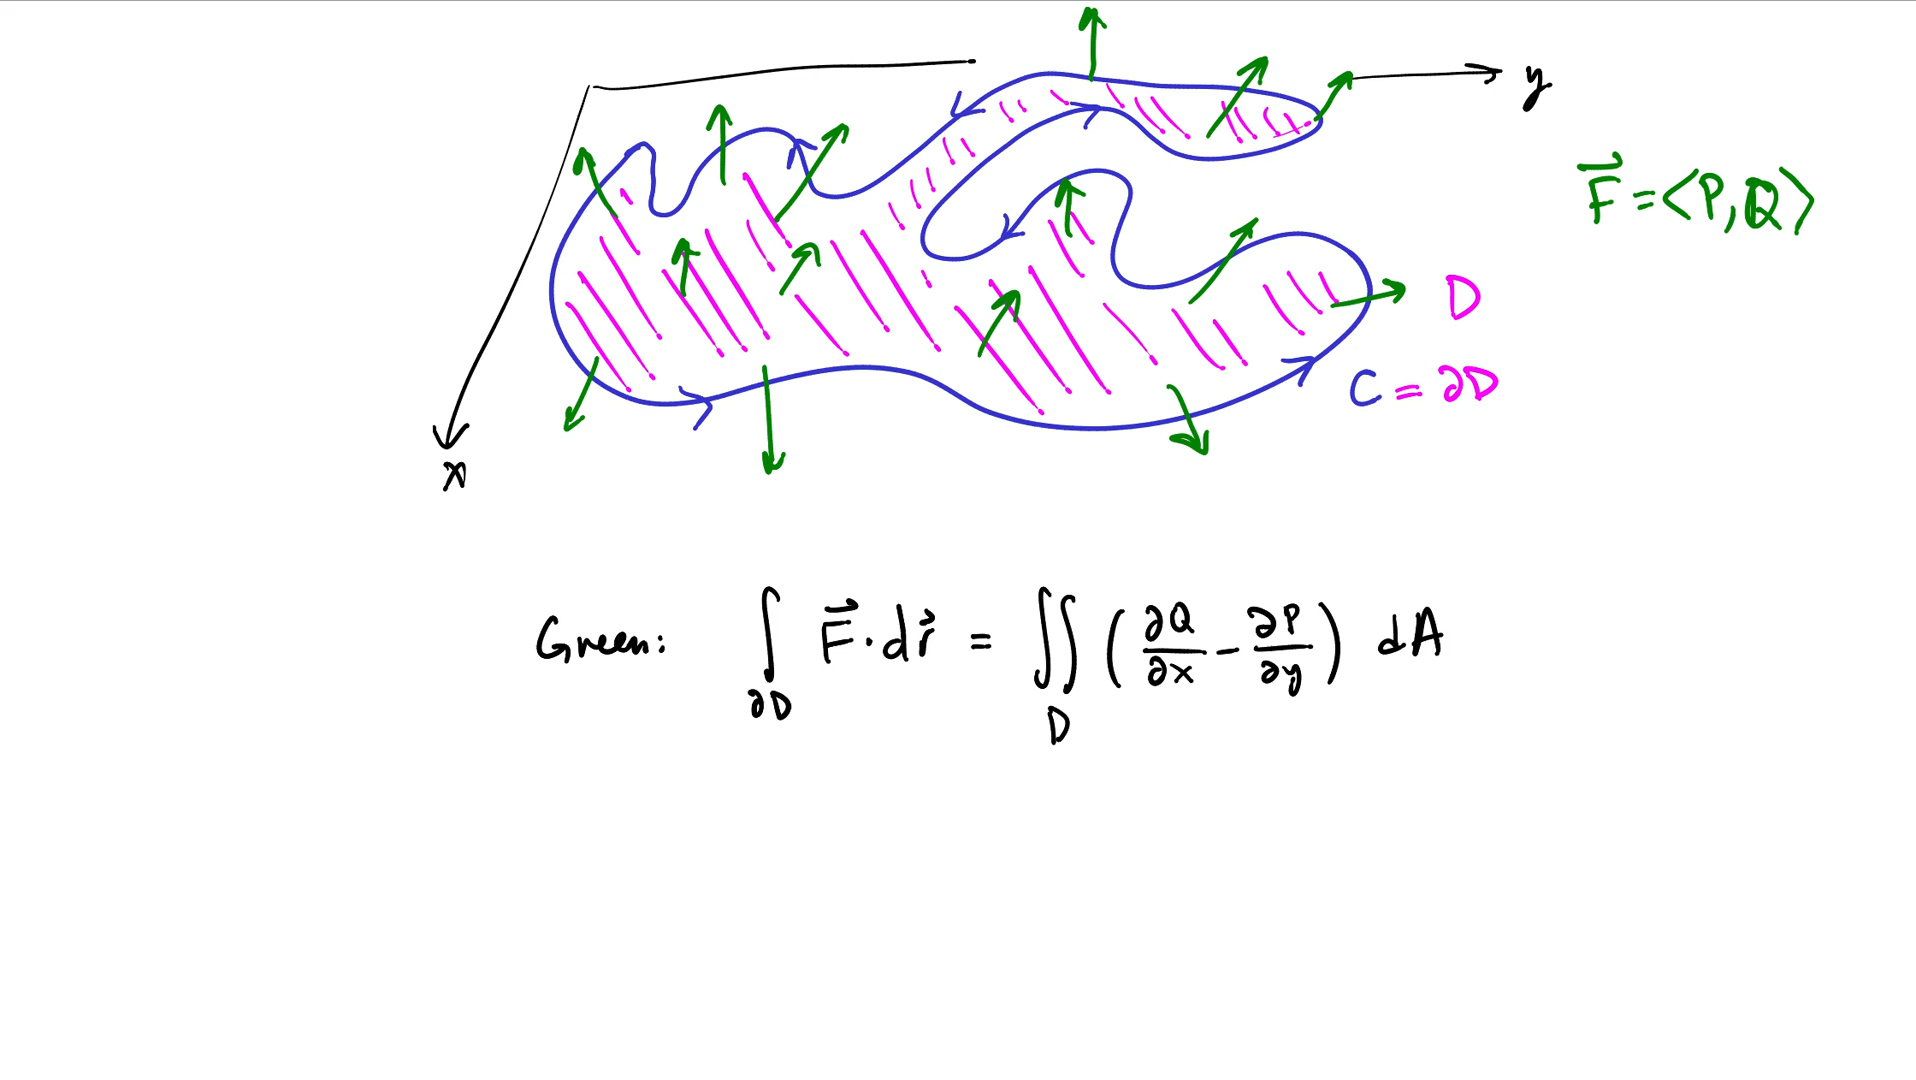 y
F⃗ = <P, Q>
D
C = ∂D
x
Green: ∫_{∂D} F⃗ · dr⃗ = ∬_D (∂Q/∂x - ∂P/∂y) dA